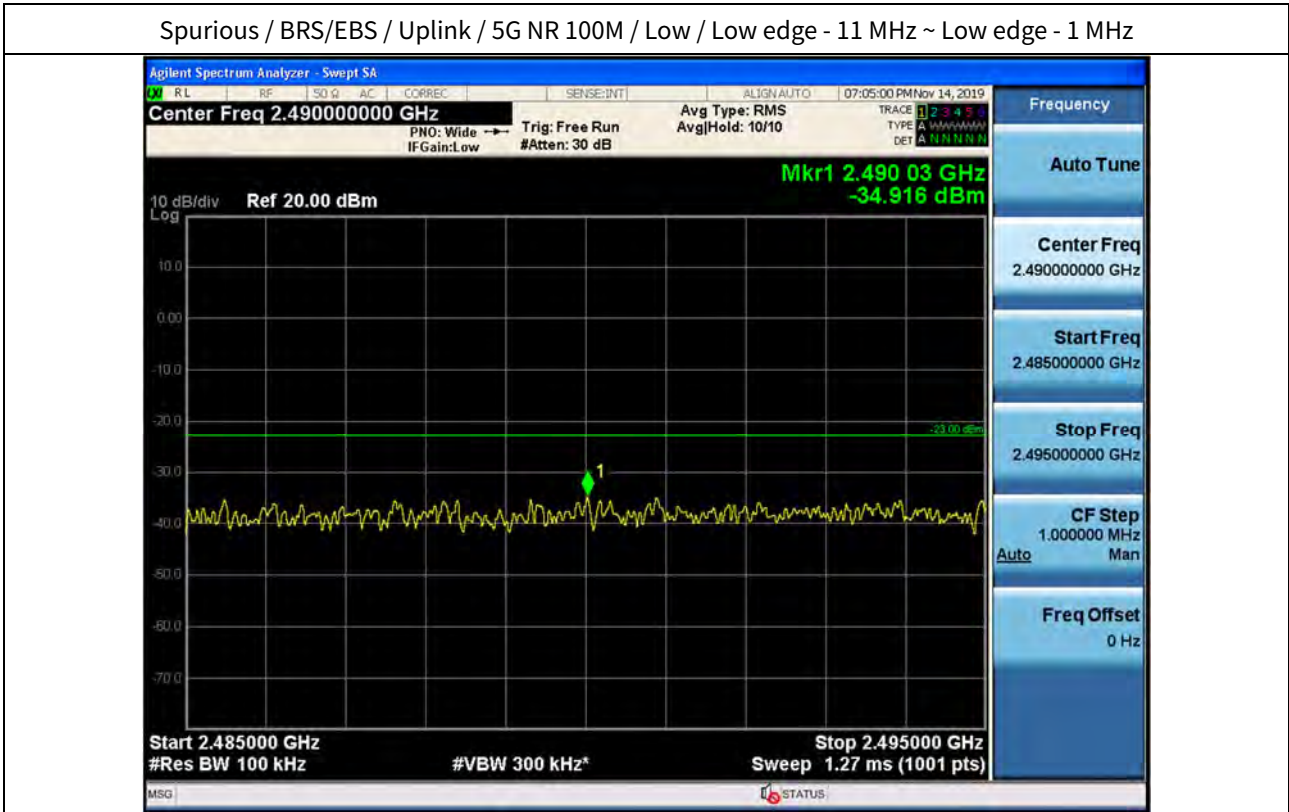 Spurious / BRS/EBS / Uplink / 5G NR 100M / Low / Low edge - 11 MHz ~ Low edge - 1 MHz
Agilent Spectrum Analyzer - Swept SA
RL RF 50 Ω AC CORREC SENSE:INT ALIGN AUTO 07:05:00 PM Nov 14, 2019
Center Freq 2.490000000 GHz
PNO: Wide
IFGain:Low
Trig: Free Run
#Atten: 30 dB
Avg Type: RMS
Avg|Hold: 10/10
TRACE 1 2 3 4 5 6
TYPE A WWWWW
DET A N N N N N
Mkr1 2.490 03 GHz
-34.916 dBm
10 dB/div Ref 20.00 dBm
Log
10.0
0.00
-10.0
-20.0
-23.00 dBm
1
-30.0
-40.0
-50.0
-60.0
-70.0
Start 2.485000 GHz Stop 2.495000 GHz
#Res BW 100 kHz #VBW 300 kHz* Sweep 1.27 ms (1001 pts)
MSG STATUS
Frequency
Auto Tune
Center Freq
2.490000000 GHz
Start Freq
2.485000000 GHz
Stop Freq
2.495000000 GHz
CF Step
1.000000 MHz
Auto Man
Freq Offset
0 Hz